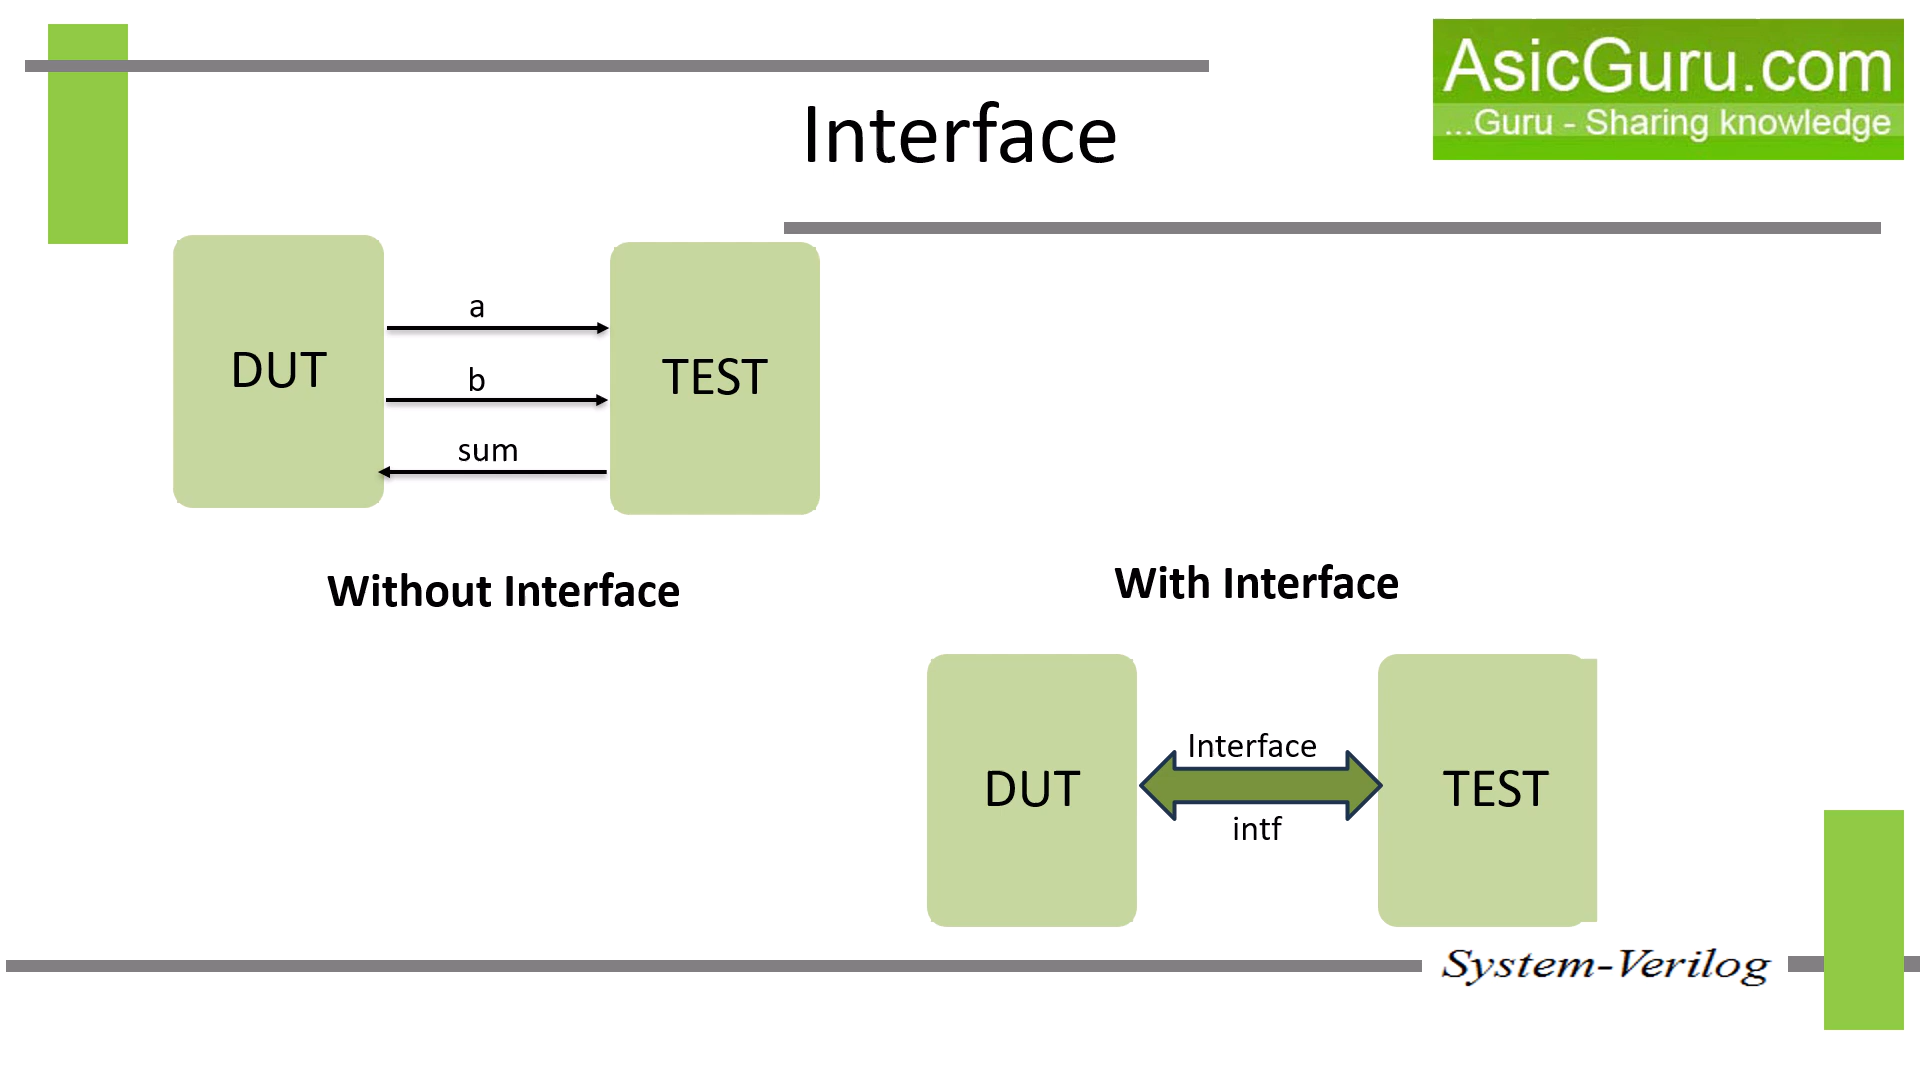 AsicGuru.com
...Guru - Sharing knowledge
Interface
DUT
a
b
sum
TEST
Without Interface
With Interface
DUT
Interface
intf
TEST
System-Verilog